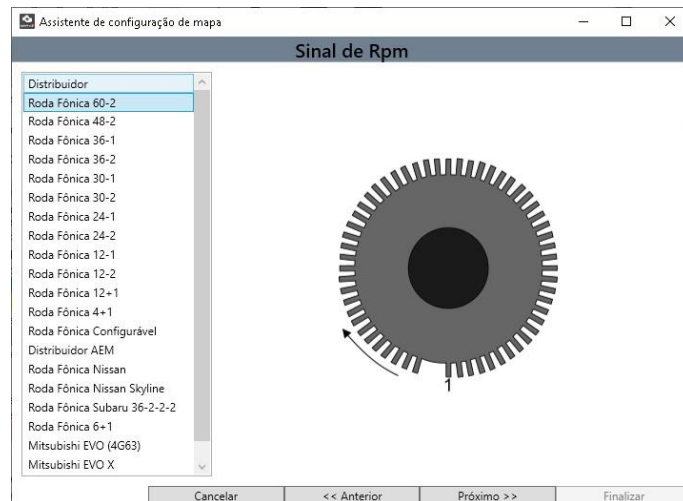 Assistente de configuração de mapa
Sinal de Rpm
Distribuidor
Roda Fônica 60-2
Roda Fônica 48-2
Roda Fônica 36-1
Roda Fônica 36-2
Roda Fônica 30-1
Roda Fônica 30-2
Roda Fônica 24-1
Roda Fônica 24-2
Roda Fônica 12-1
Roda Fônica 12-2
Roda Fônica 12+1
Roda Fônica 4+1
Roda Fônica Configurável
Distribuidor AEM
Roda Fônica Nissan
Roda Fônica Nissan Skyline
Roda Fônica Subaru 36-2-2-2
Roda Fônica 6+1
Mitsubishi EVO (4G63)
Mitsubishi EVO X
1
Cancelar << Anterior Próximo >> Finalizar